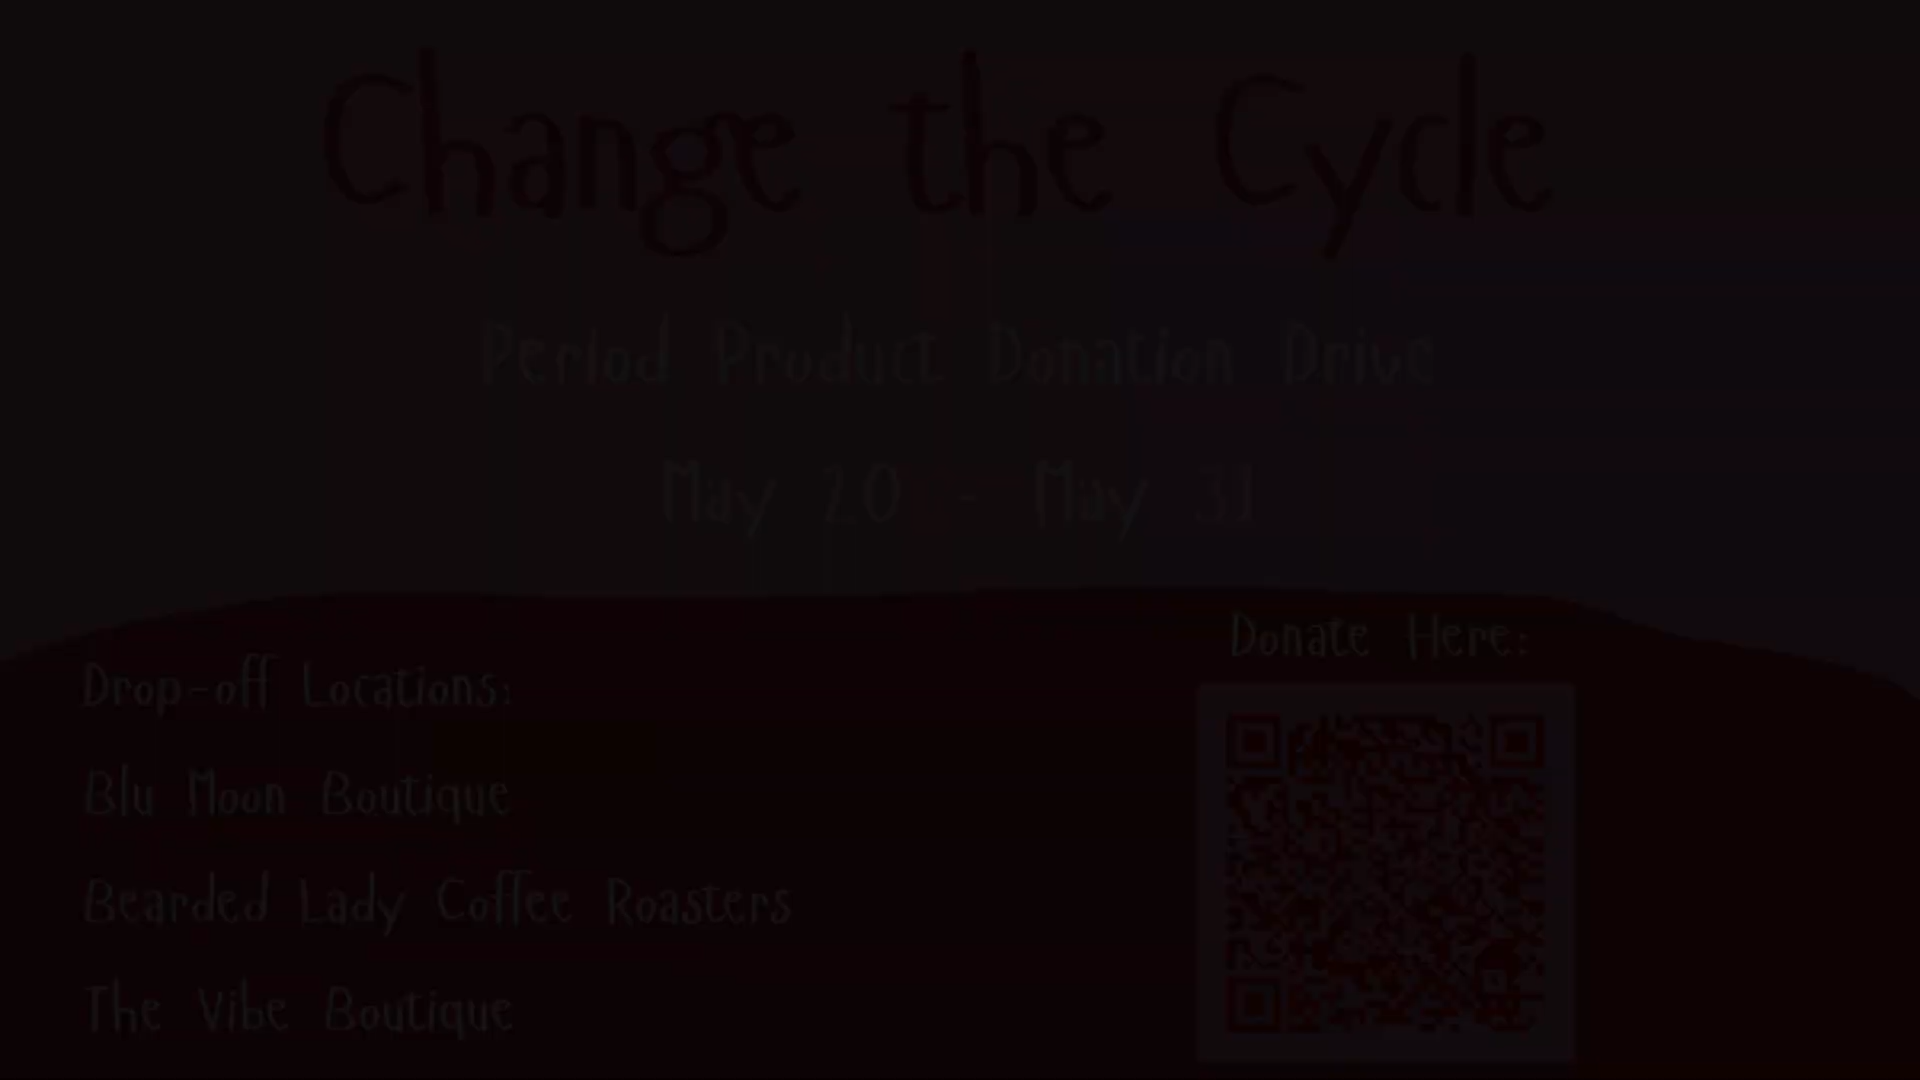 Change the Cycle
Period Product Donation Drive
May 20 - May 31
Donate Here:
Drop-off Locations:
Blu Moon Boutique
Bearded Lady Coffee Roasters
The Vibe Boutique